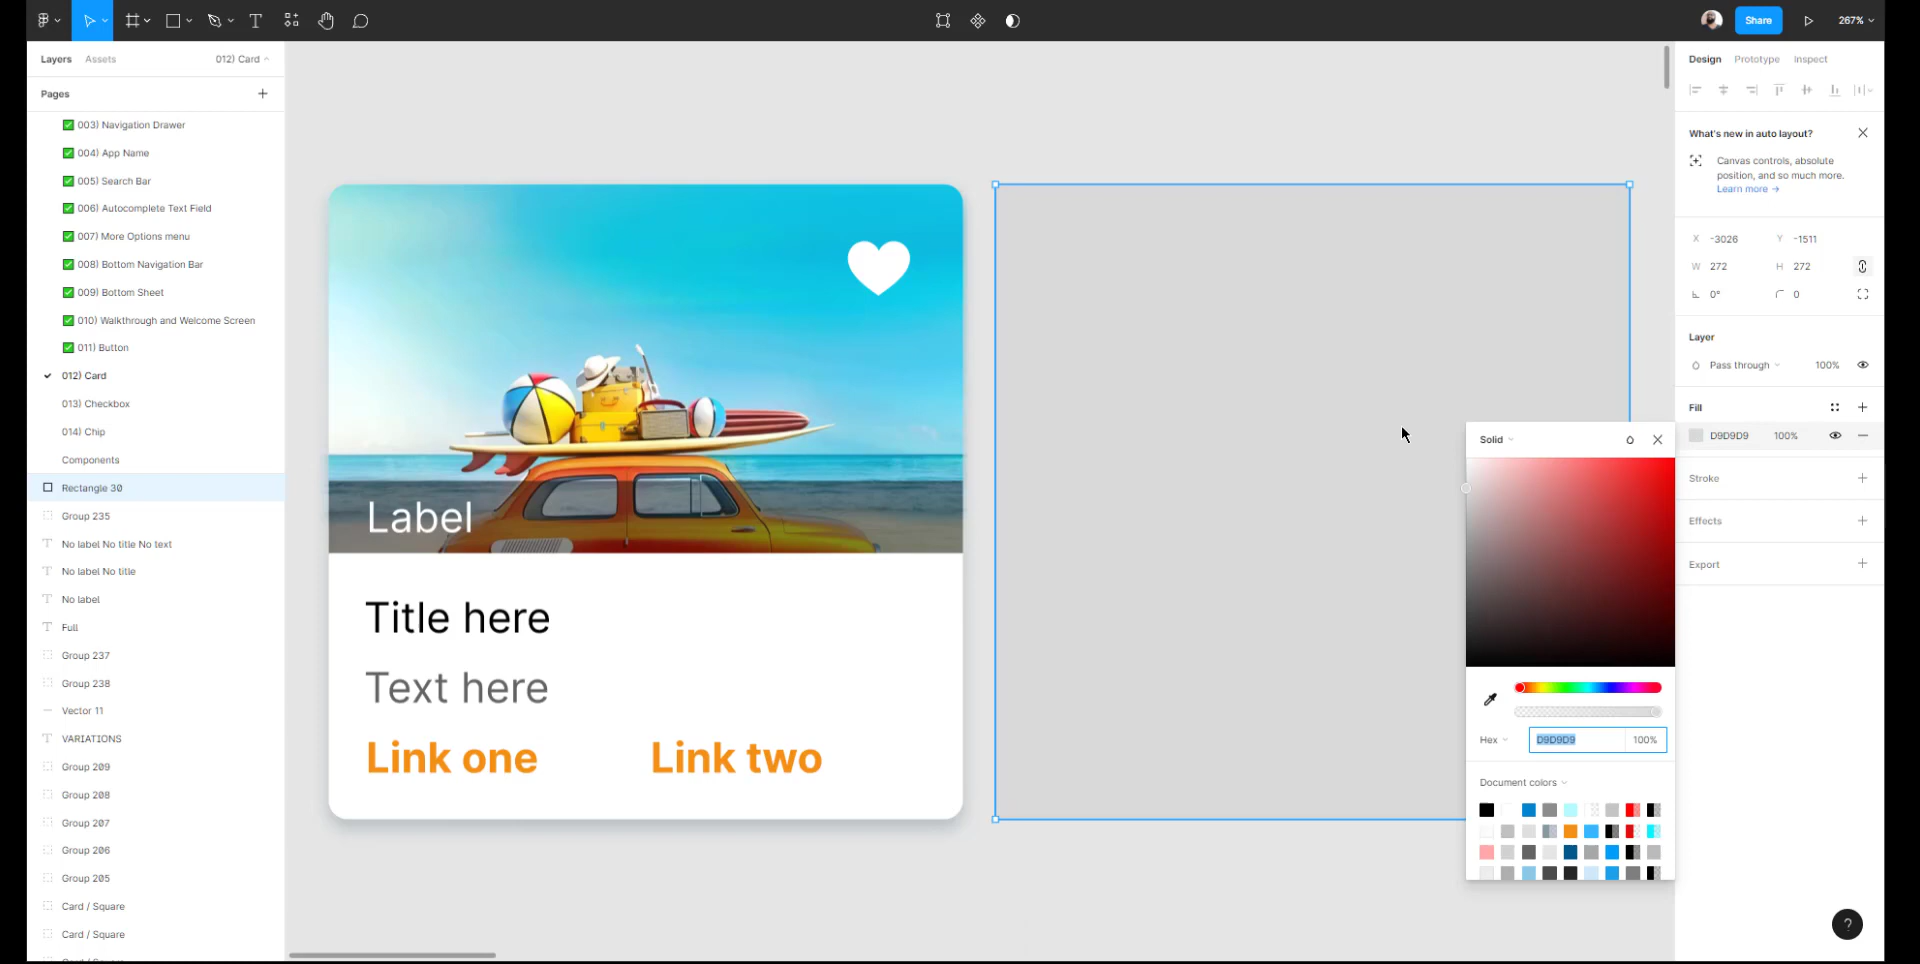 Share
267%
Layers
Assets
012) Card
Pages
003) Navigation Drawer
004) App Name
005) Search Bar
006) Autocomplete Text Field
007) More Options menu
008) Bottom Navigation Bar
009) Bottom Sheet
010) Walkthrough and Welcome Screen
011) Button
012) Card
013) Checkbox
014) Chip
Components
Rectangle 30
Group 235
No label No title No text
No label No title
No label
Full
Group 237
Group 238
Vector 11
VARIATIONS
Group 209
Group 208
Group 207
Group 206
Group 205
Card / Square
Card / Square
Label
Title here
Text here
Link one
Link two
Design
Prototype
Inspect
What's new in auto layout?
Canvas controls, absolute
position, and so much more.
Learn more →
X -3026 Y -1511
W 272 H 272
0° 0
Layer
Pass through 100%
Fill
D9D9D9 100%
Stroke
Effects
Export
Solid
Hex D9D9D9 100%
Document colors
?